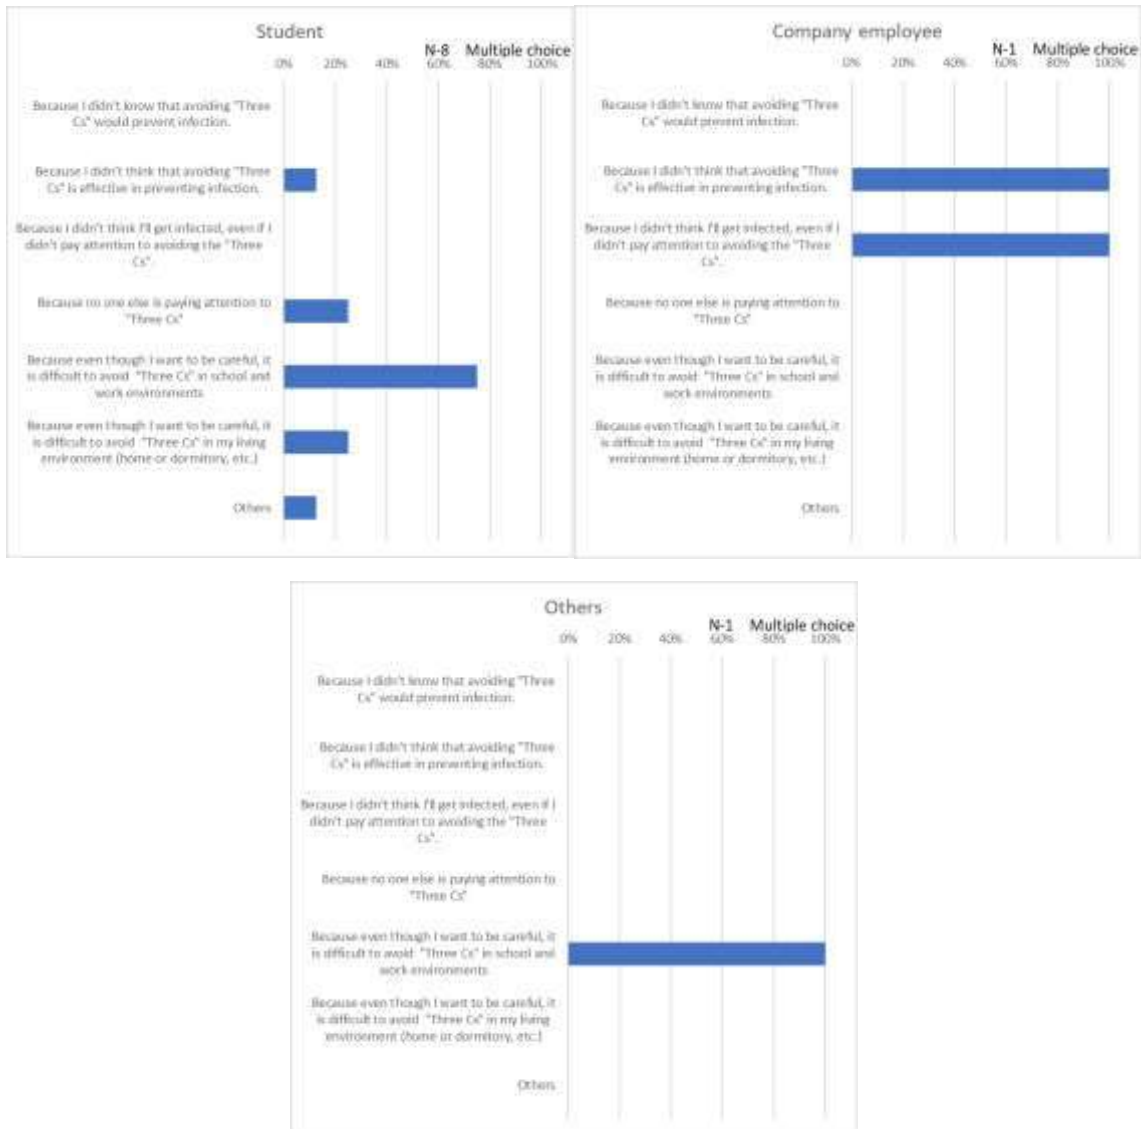 Student
N-8 Multiple choice
0% 20% 40% 60% 80% 100%
Because I didn't know that avoiding "Three
Cs" would prevent infection.
Because I didn't think that avoiding "Three
Cs" is effective in preventing infection.
Because I didn't think I'll get infected, even if I
didn't pay attention to avoiding the "Three
Cs".
Because no one else is paying attention to
"Three Cs"
Because even though I want to be careful, it
is difficult to avoid "Three Cs" in school and
work environments
Because even though I want to be careful, it
is difficult to avoid "Three Cs" in my living
environment (home or dormitory, etc.)
Others
Company employee
N-1 Multiple choice
0% 20% 40% 60% 80% 100%
Because I didn't know that avoiding "Three
Cs" would prevent infection.
Because I didn't think that avoiding "Three
Cs" is effective in preventing infection.
Because I didn't think I'll get infected, even if I
didn't pay attention to avoiding the "Three
Cs".
Because no one else is paying attention to
"Three Cs"
Because even though I want to be careful, it
is difficult to avoid "Three Cs" in school and
work environments
Because even though I want to be careful, it
is difficult to avoid "Three Cs" in my living
environment (home or dormitory, etc.)
Others
Others
N-1 Multiple choice
0% 20% 40% 60% 80% 100%
Because I didn't know that avoiding "Three
Cs" would prevent infection.
Because I didn't think that avoiding "Three
Cs" is effective in preventing infection.
Because I didn't think I'll get infected, even if I
didn't pay attention to avoiding the "Three
Cs".
Because no one else is paying attention to
"Three Cs"
Because even though I want to be careful, it
is difficult to avoid "Three Cs" in school and
work environments
Because even though I want to be careful, it
is difficult to avoid "Three Cs" in my living
environment (home or dormitory, etc.)
Others